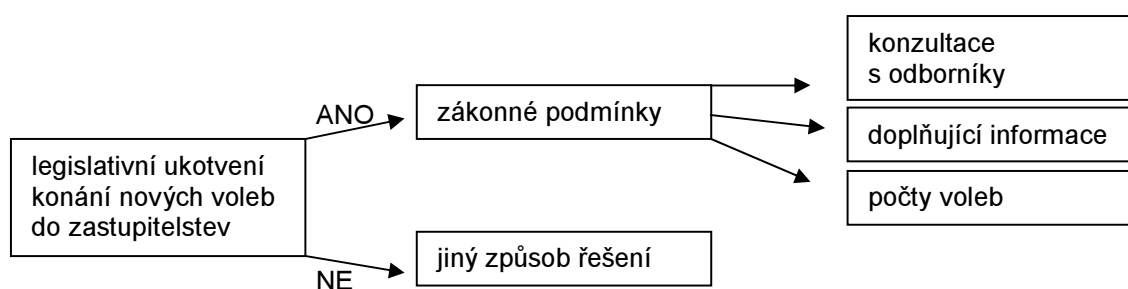 legislativní ukotvení
konání nových voleb
do zastupitelstev
ANO
zákonné podmínky
konzultace
s odborníky
doplňující informace
počty voleb
NE
jiný způsob řešení